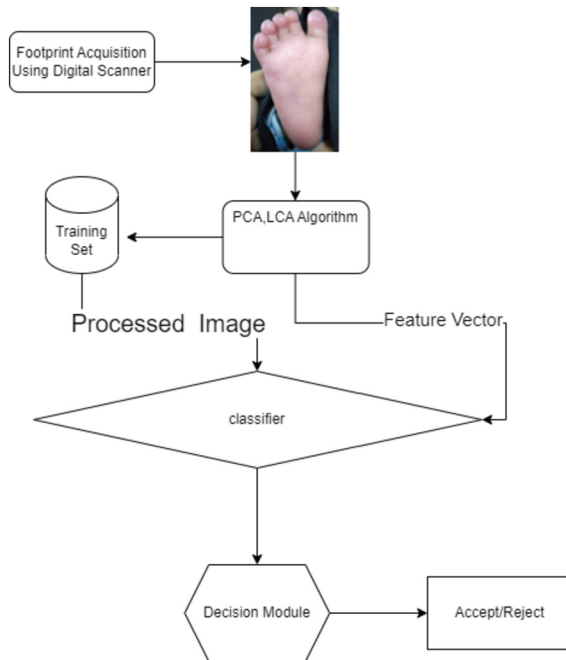 Footprint Acquisition
Using Digital Scanner
PCA,LCA Algorithm
Training
Set
Processed Image
Feature Vector
classifier
Decision Module
Accept/Reject